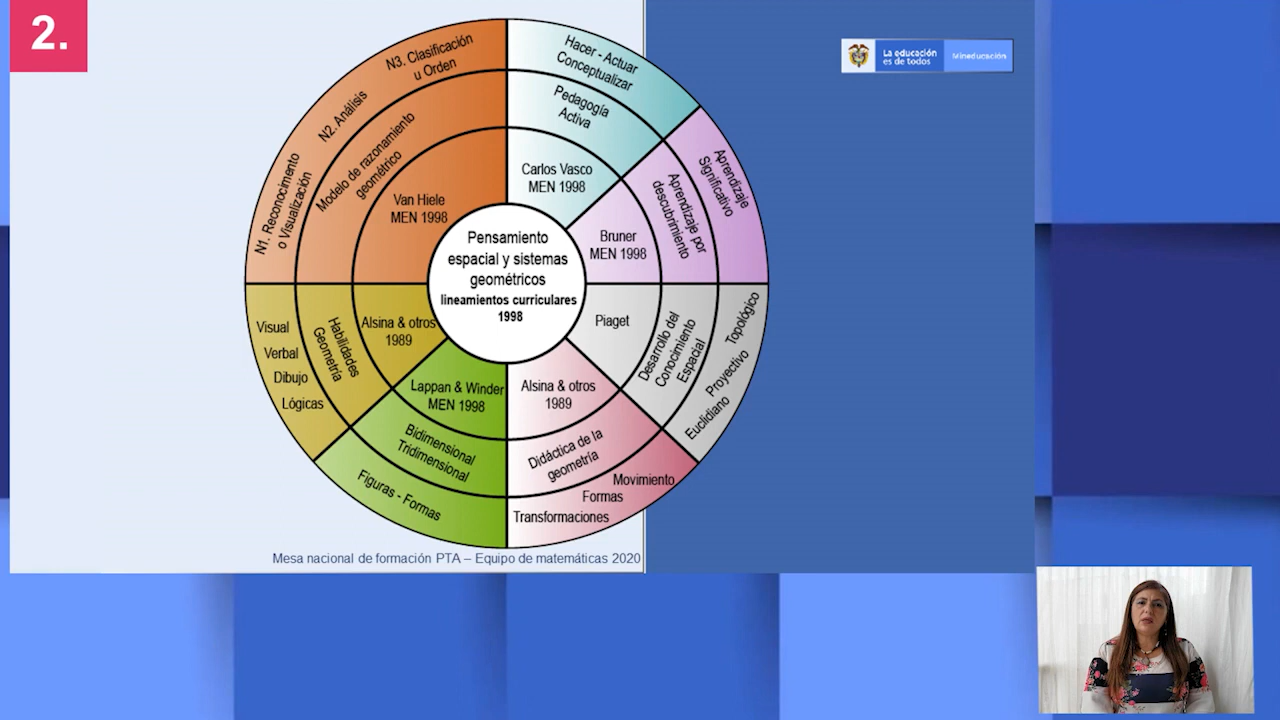 2.
La educación
es de todos
Mineducación
Hacer - Actuar
Conceptualizar
Pedagogía
Activa
Carlos Vasco
MEN 1998
Aprendizaje
Significativo
Aprendizaje por
descubrimiento
Bruner
MEN 1998
Topológico
Proyectivo
Euclidiano
Desarrollo del
Conocimiento
Espacial
Piaget
Alsina & otros
1989
Didáctica de la
geometría
Movimiento
Formas
Transformaciones
Lappan & Winder
MEN 1998
Bidimensional
Tridimensional
Figuras - Formas
Alsina & otros
1989
Habilidades
Geometría
Visual
Verbal
Dibujo
Lógicas
N1. Reconocimento
o Visualización
N2. Análisis
N3. Clasificación
u Orden
Modelo de razonamiento
geométrico
Van Hiele
MEN 1998
Pensamiento
espacial y sistemas
geométricos
lineamientos curriculares
1998
Mesa nacional de formación PTA – Equipo de matemáticas 2020